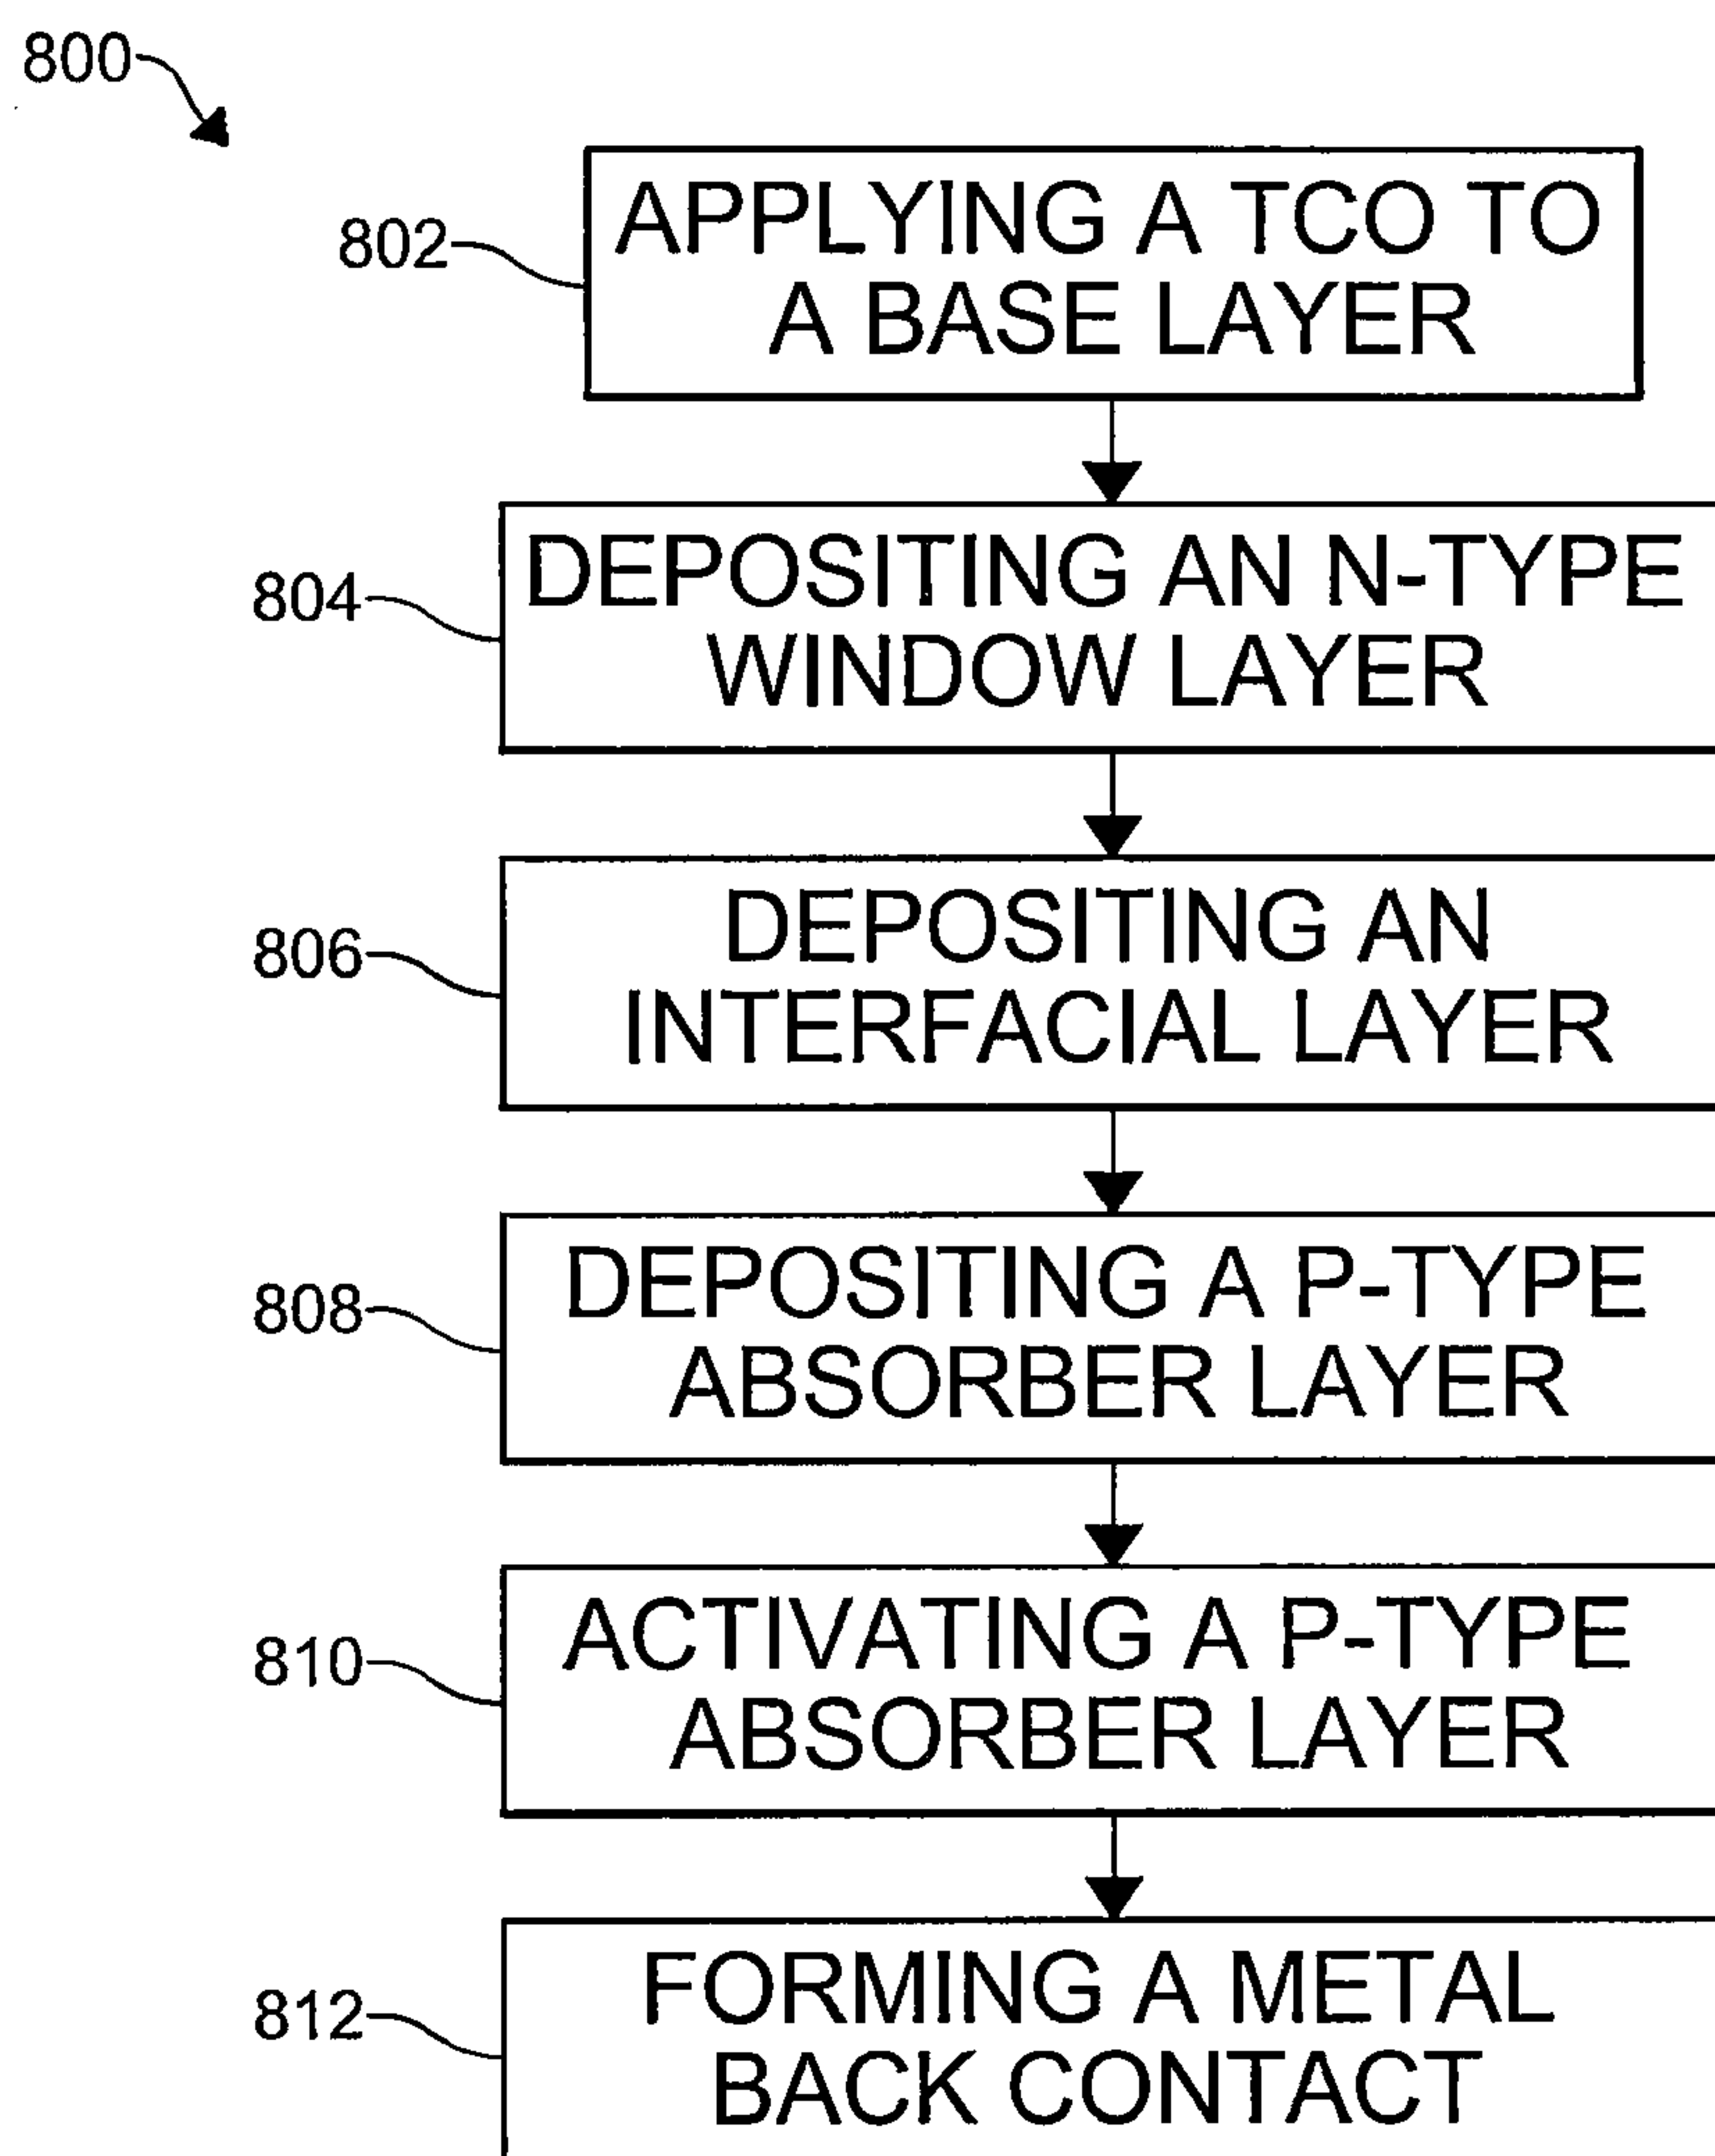 800
802
APPLYING A TCO TO
A BASE LAYER
804
DEPOSITING AN N-TYPE
WINDOW LAYER
806
DEPOSITING AN
INTERFACIAL LAYER
808
DEPOSITING A P-TYPE
ABSORBER LAYER
810
ACTIVATING A P-TYPE
ABSORBER LAYER
812
FORMING A METAL
BACK CONTACT